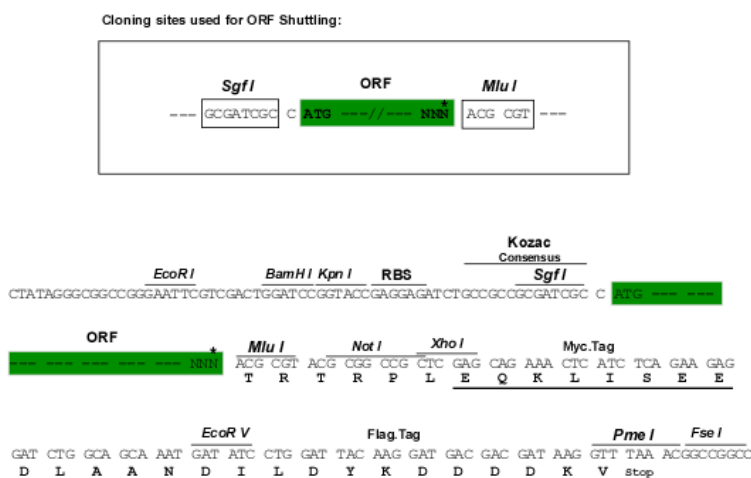 Cloning sites used for ORF Shuttling:
Sgf I ORF Mlu I
--- GCGATCGC C ATG ---//--- NNN* ACG CGT ---
Kozac
Consensus
EcoR I BamH I Kpn I RBS Sgf I
CTATAGGGCGGCCGGGAATTCGTCGACTGGATCCGGTACCGAGGAGATCTGCCGCCGCGATCGC C ATG --- ---
ORF Mlu I Not I Xho I Myc.Tag
--- --- --- --- --- --- NNN* ACG CGT ACG CGG CCG CTC GAG CAG AAA CTC ATC TCA GAA GAG
T R T R P L E Q K L I S E E
EcoR V Flag.Tag Pme I Fse I
GAT CTG GCA GCA AAT GAT ATC CTG GAT TAC AAG GAT GAC GAC GAT AAG GTT TAA ACGGCCGGCC
D L A A N D I L D Y K D D D D K V Stop